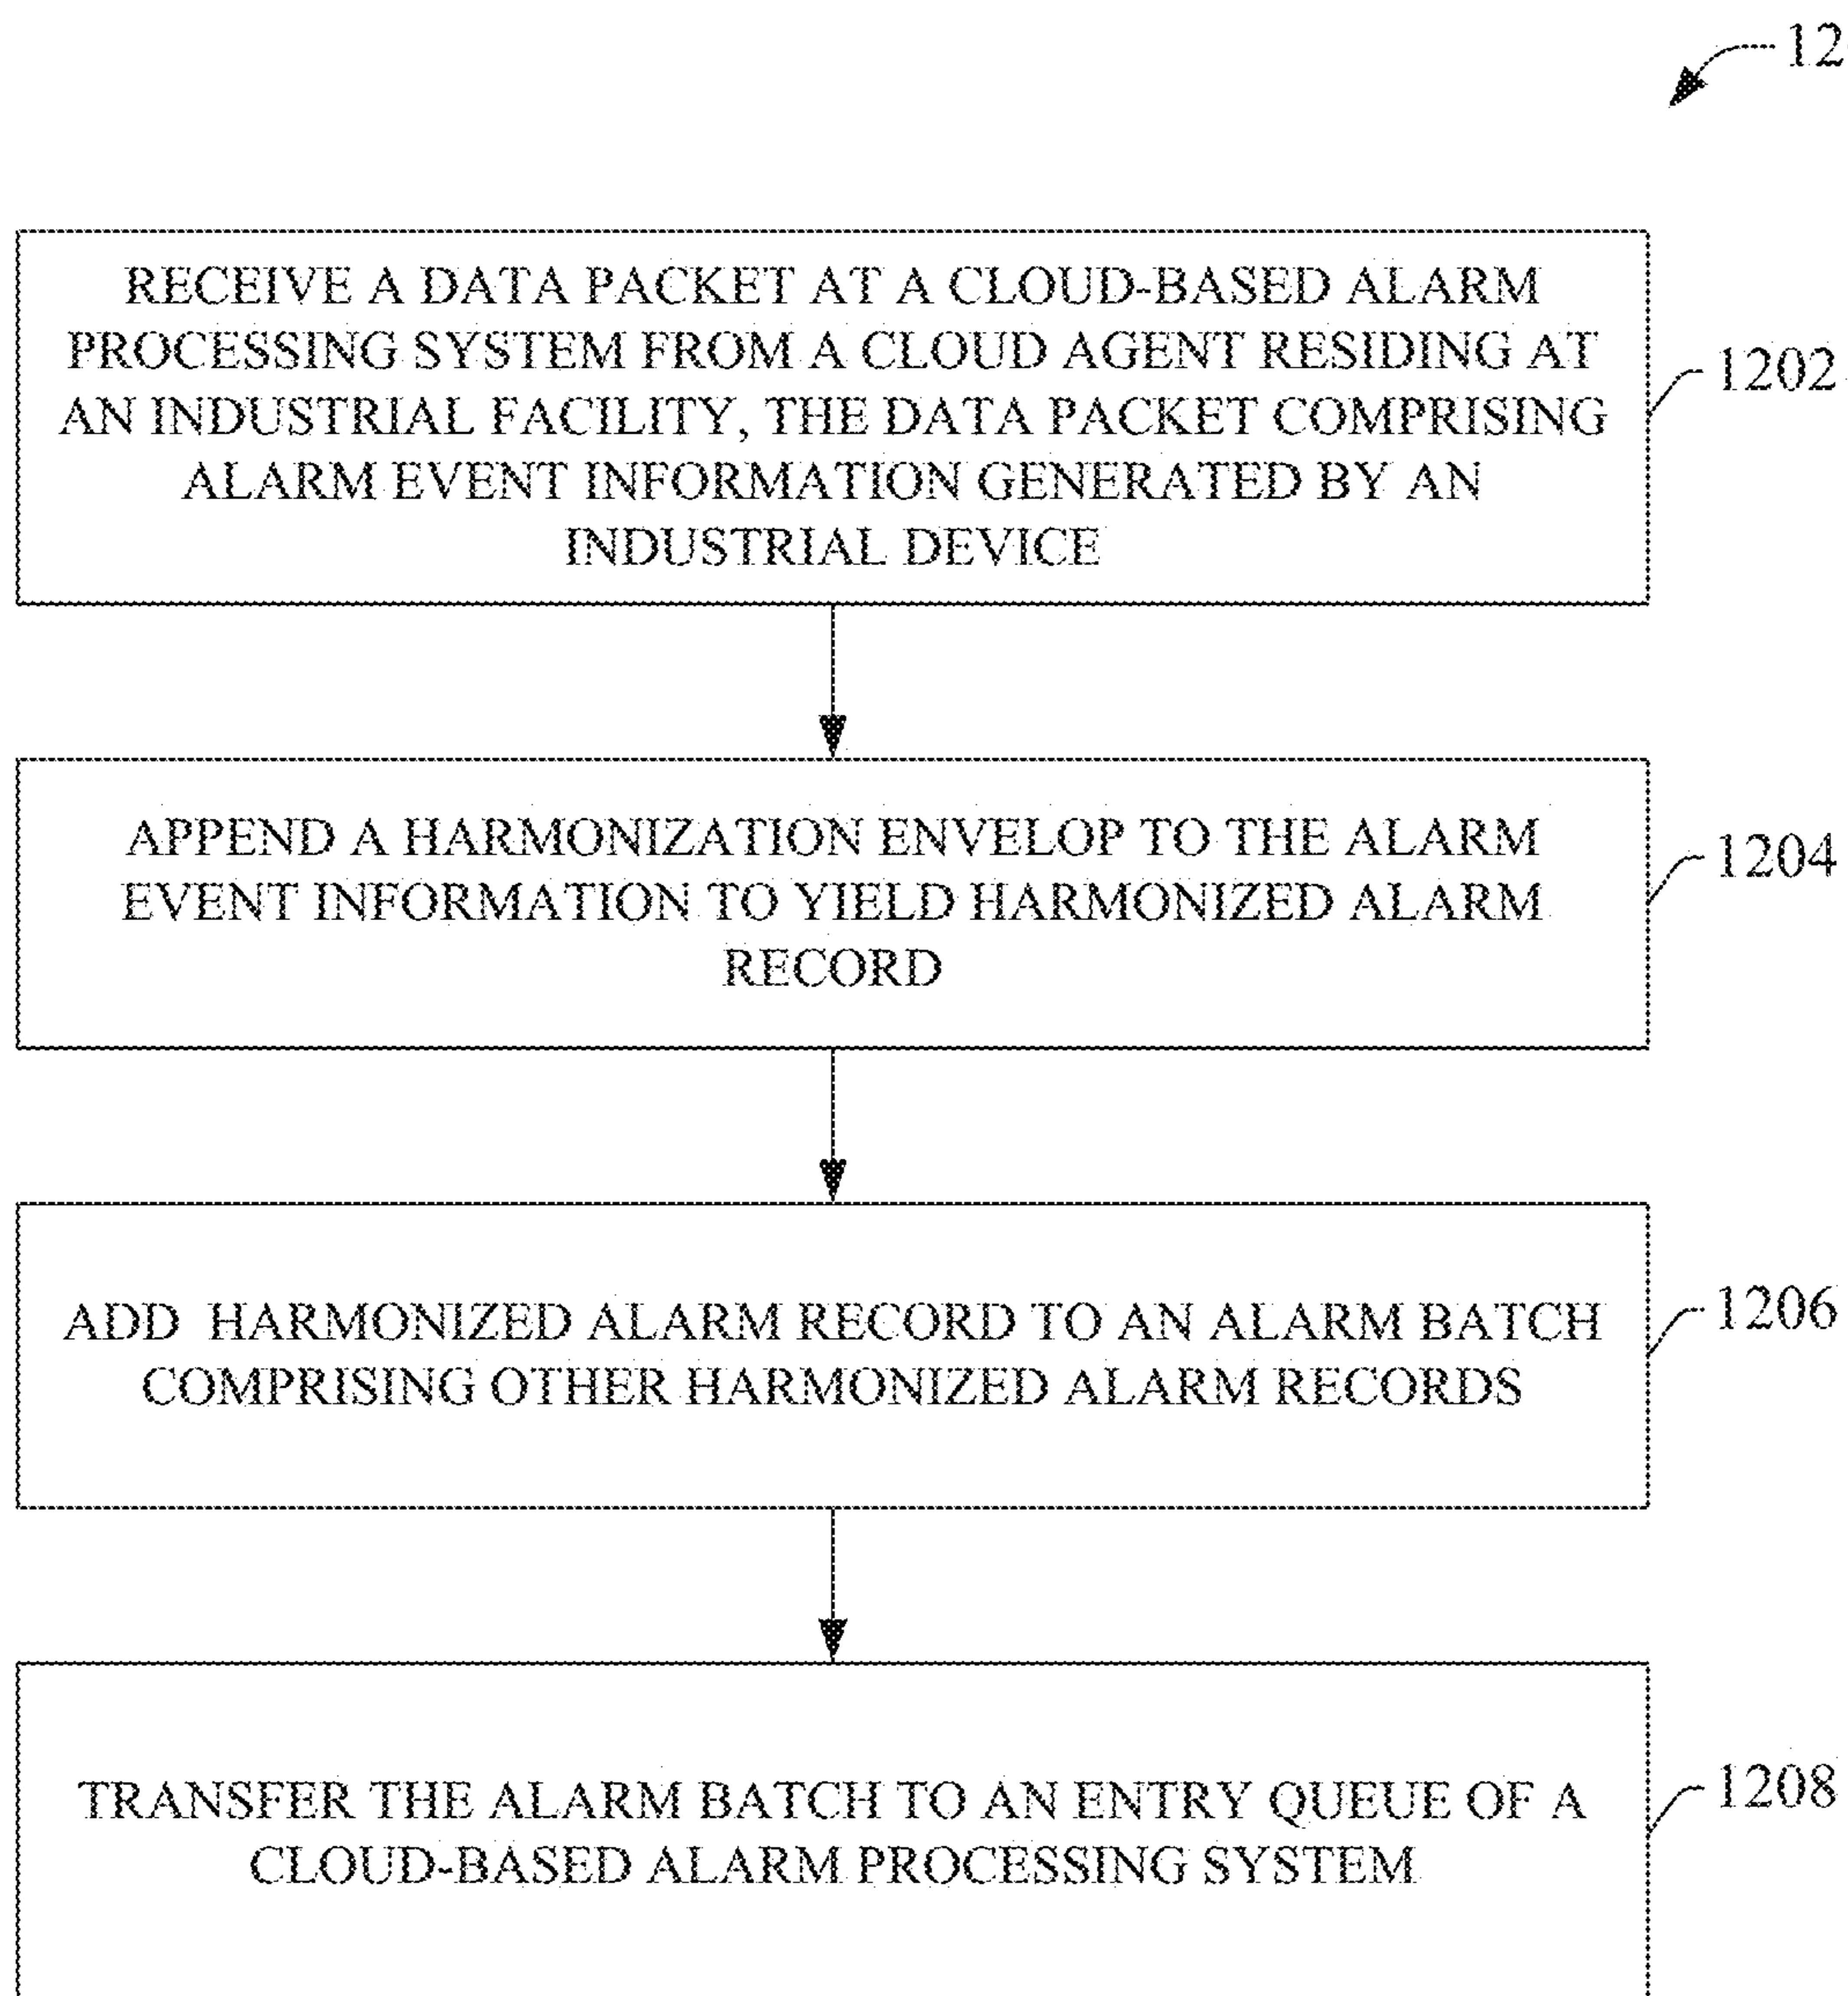 12
RECEIVE A DATA PACKET AT A CLOUD-BASED ALARM
PROCESSING SYSTEM FROM A CLOUD AGENT RESIDING AT
AN INDUSTRIAL FACILITY, THE DATA PACKET COMPRISING
ALARM EVENT INFORMATION GENERATED BY AN
INDUSTRIAL DEVICE
1202
APPEND A HARMONIZATION ENVELOP TO THE ALARM
EVENT INFORMATION TO YIELD HARMONIZED ALARM
RECORD
1204
ADD HARMONIZED ALARM RECORD TO AN ALARM BATCH
COMPRISING OTHER HARMONIZED ALARM RECORDS
1206
TRANSFER THE ALARM BATCH TO AN ENTRY QUEUE OF A
CLOUD-BASED ALARM PROCESSING SYSTEM
1208